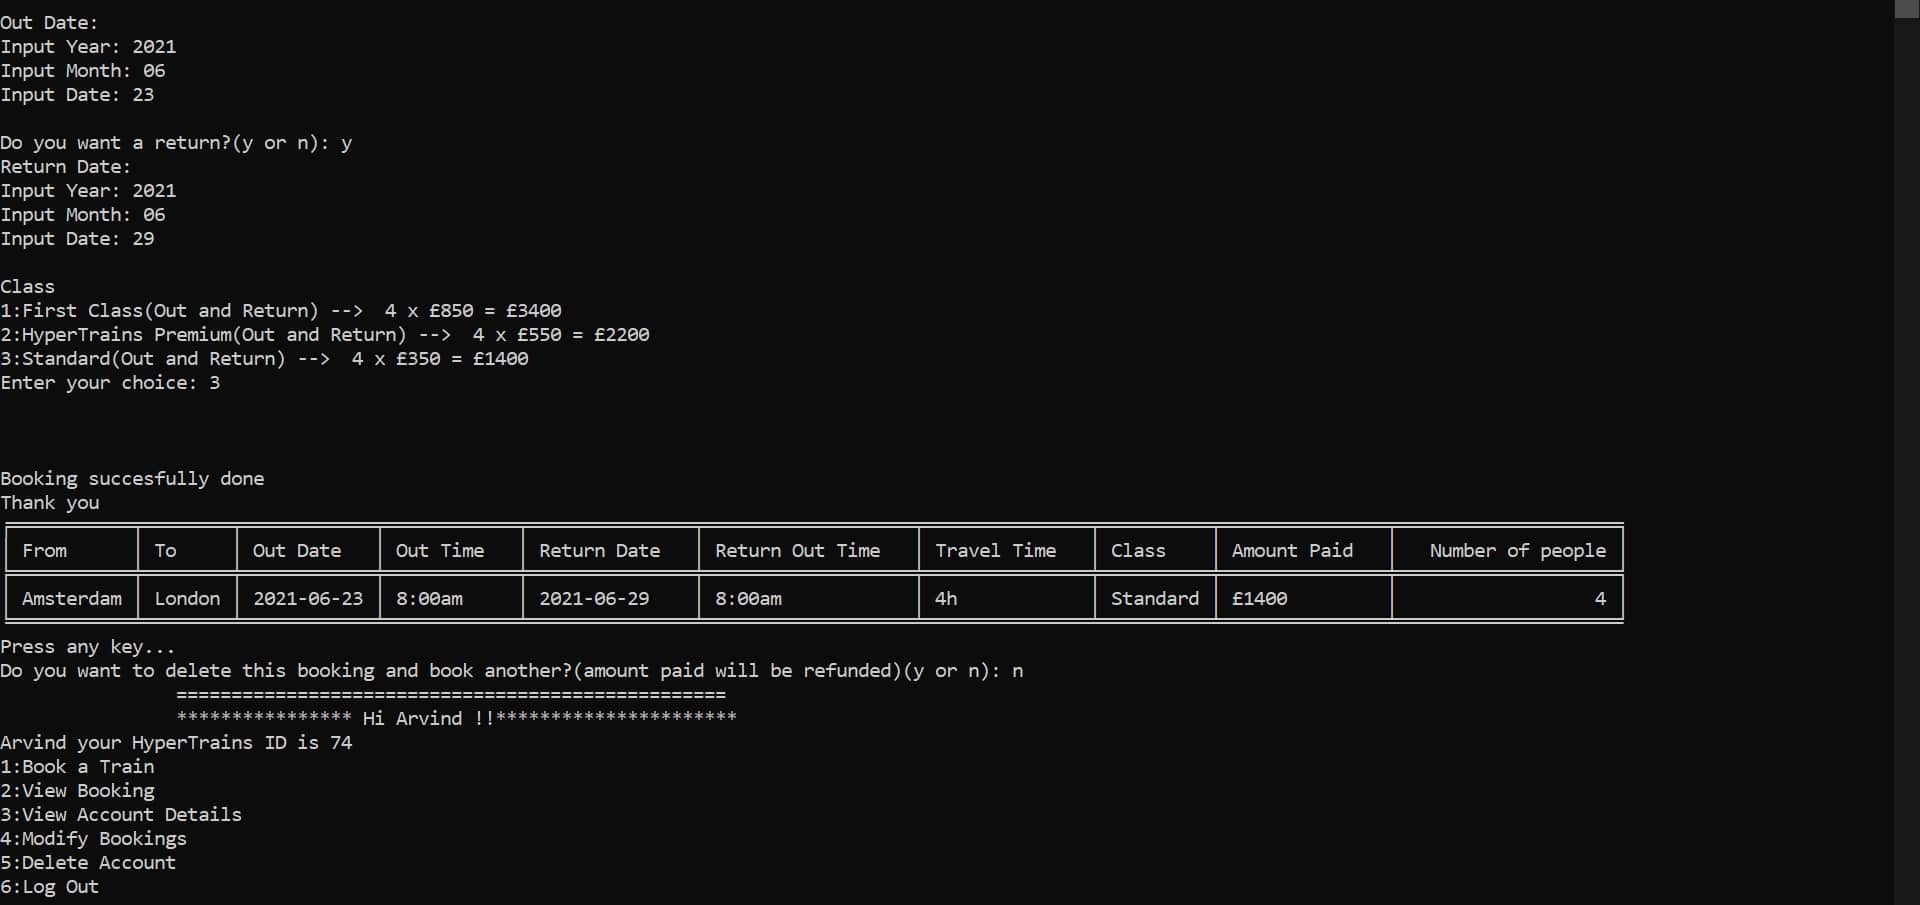 Out Date:
Input Year: 2021
Input Month: 06
Input Date: 23
Do you want a return?(y or n): y
Return Date:
Input Year: 2021
Input Month: 06
Input Date: 29
Class
1:First Class(Out and Return) -->  4 x £850 = £3400
2:HyperTrains Premium(Out and Return) -->  4 x £550 = £2200
3:Standard(Out and Return) -->  4 x £350 = £1400
Enter your choice: 3
Booking succesfully done
Thank you
From To Out Date Out Time Return Date Return Out Time Travel Time Class Amount Paid Number of people
Amsterdam London 2021-06-23 8:00am 2021-06-29 8:00am 4h Standard £1400 4
Press any key...
Do you want to delete this booking and book another?(amount paid will be refunded)(y or n): n
==================================================
**************** Hi Arvind !!**********************
Arvind your HyperTrains ID is 74
1:Book a Train
2:View Booking
3:View Account Details
4:Modify Bookings
5:Delete Account
6:Log Out